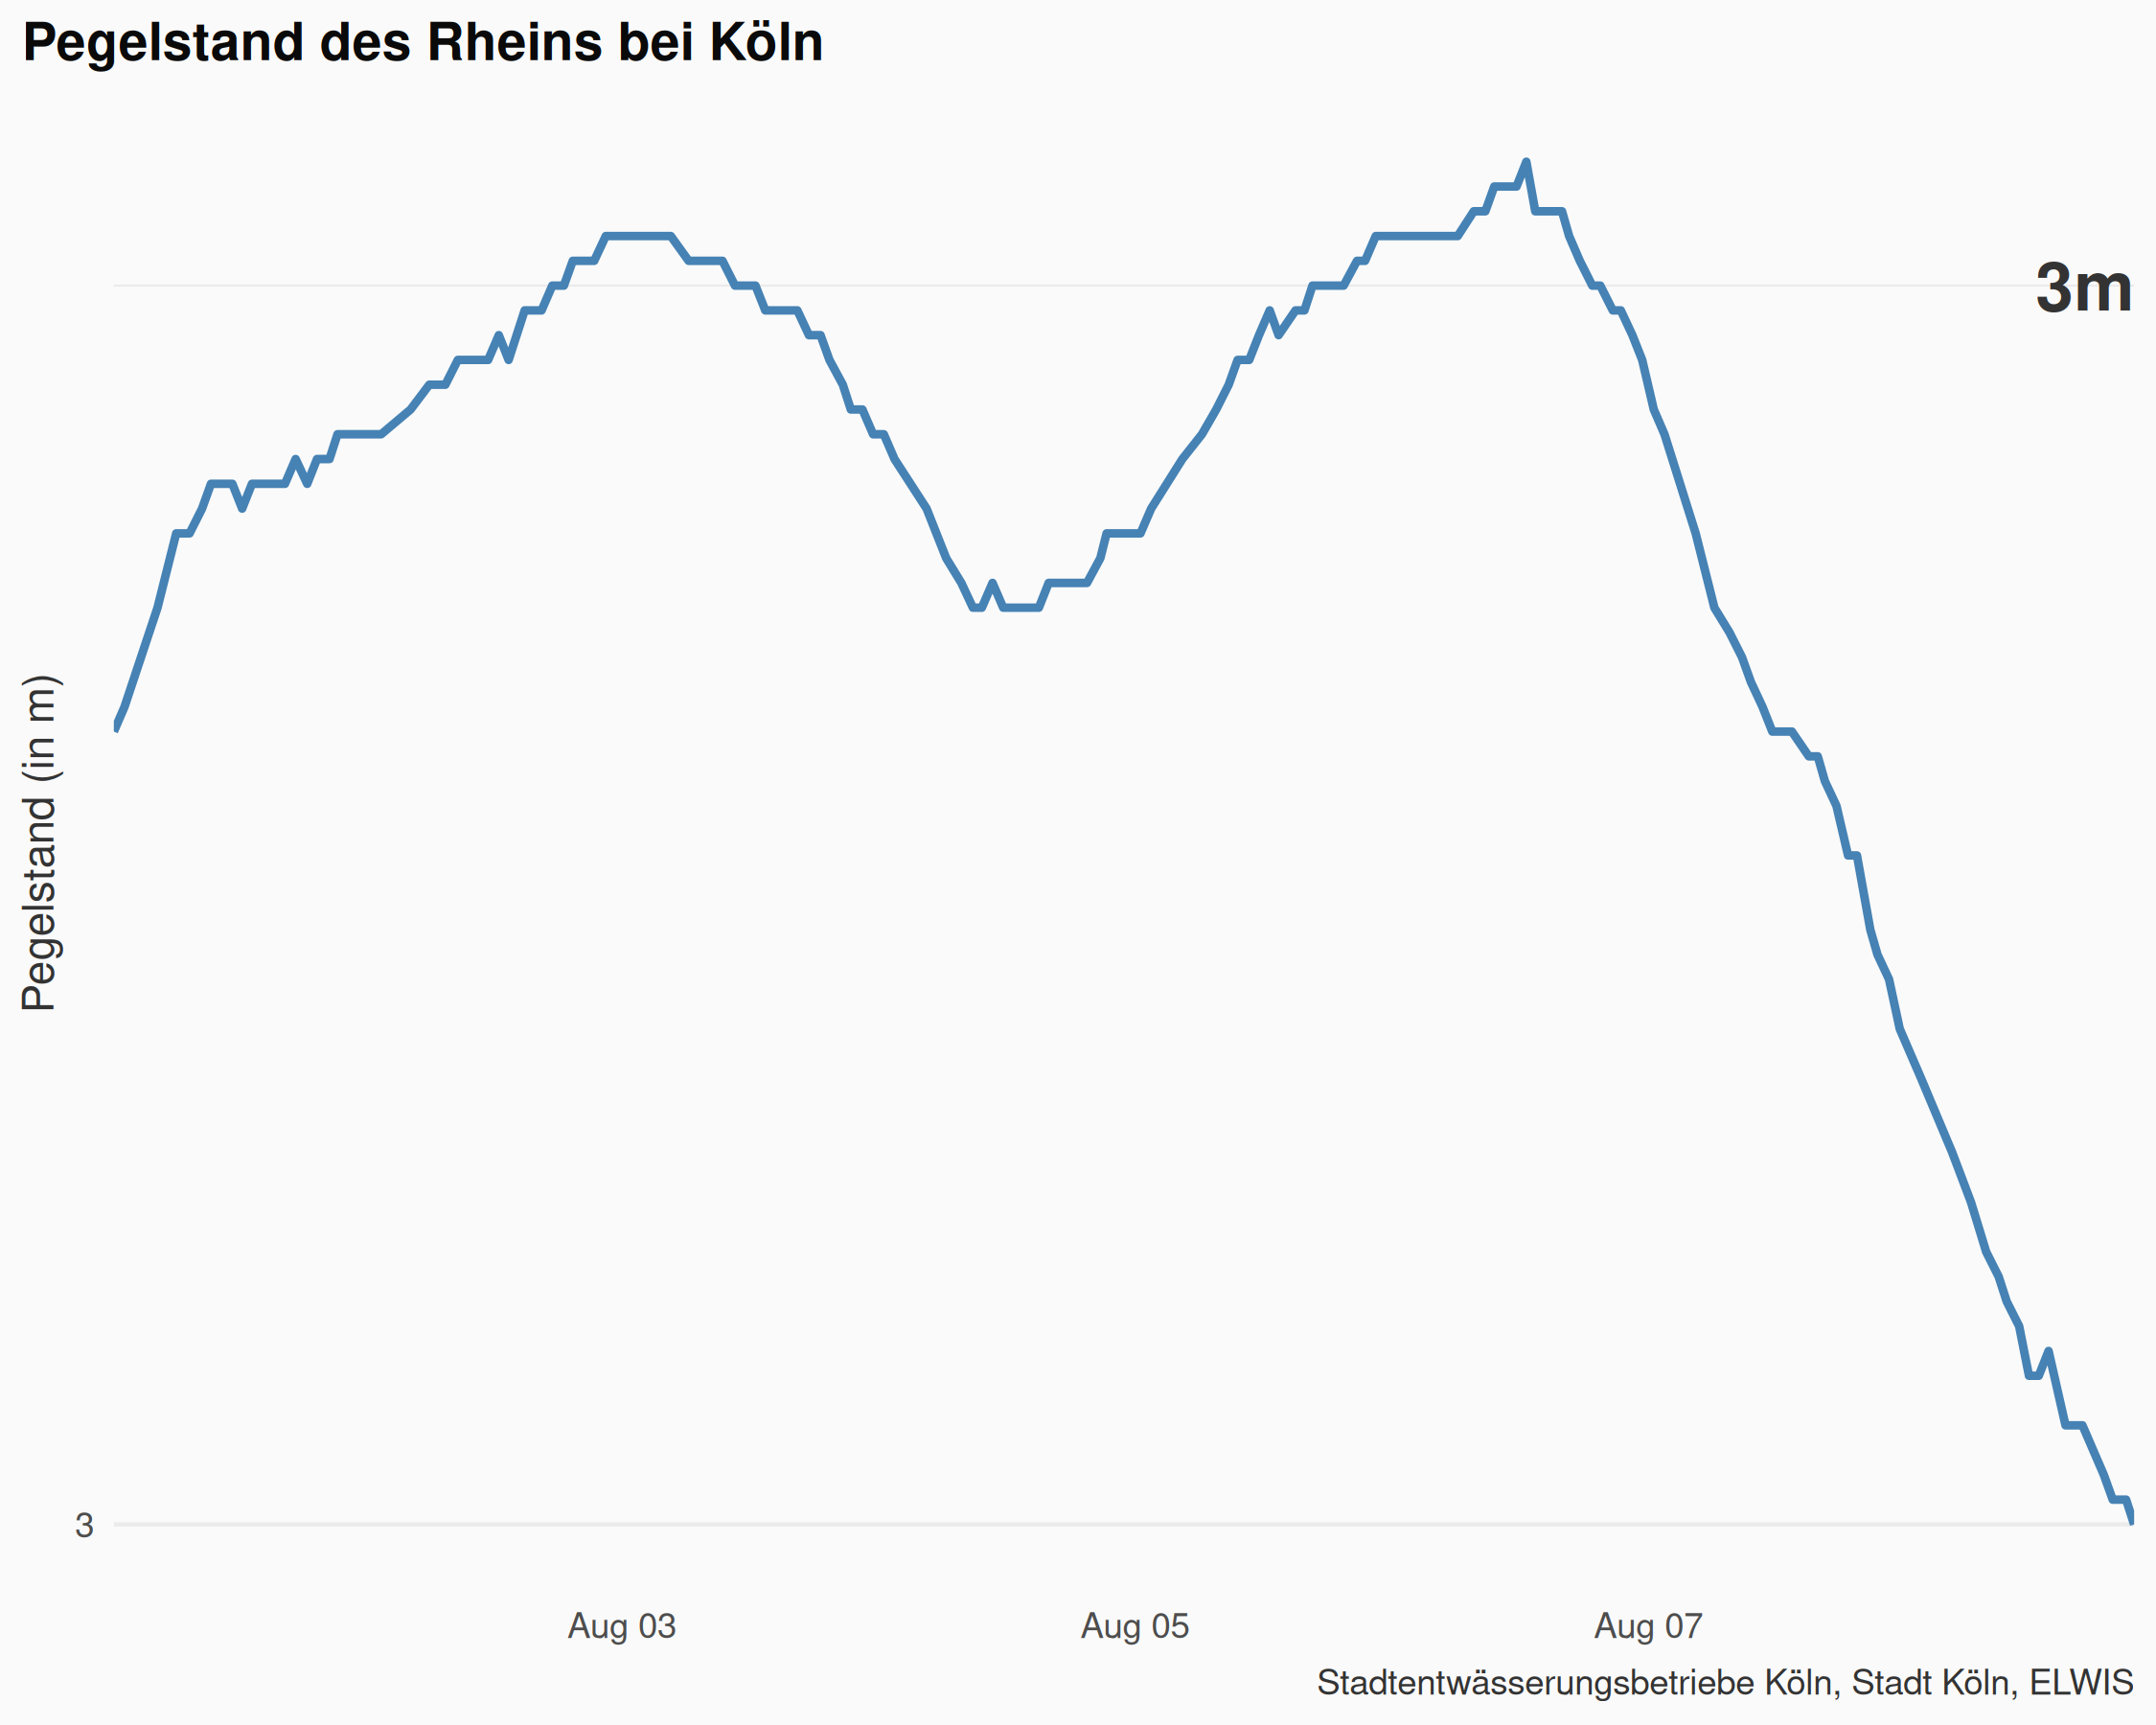 Pegelstand des Rheins bei Köln
3m
Pegelstand (in m)
3
Aug 03
Aug 05
Aug 07
Stadtentwässerungsbetriebe Köln, Stadt Köln, ELWIS